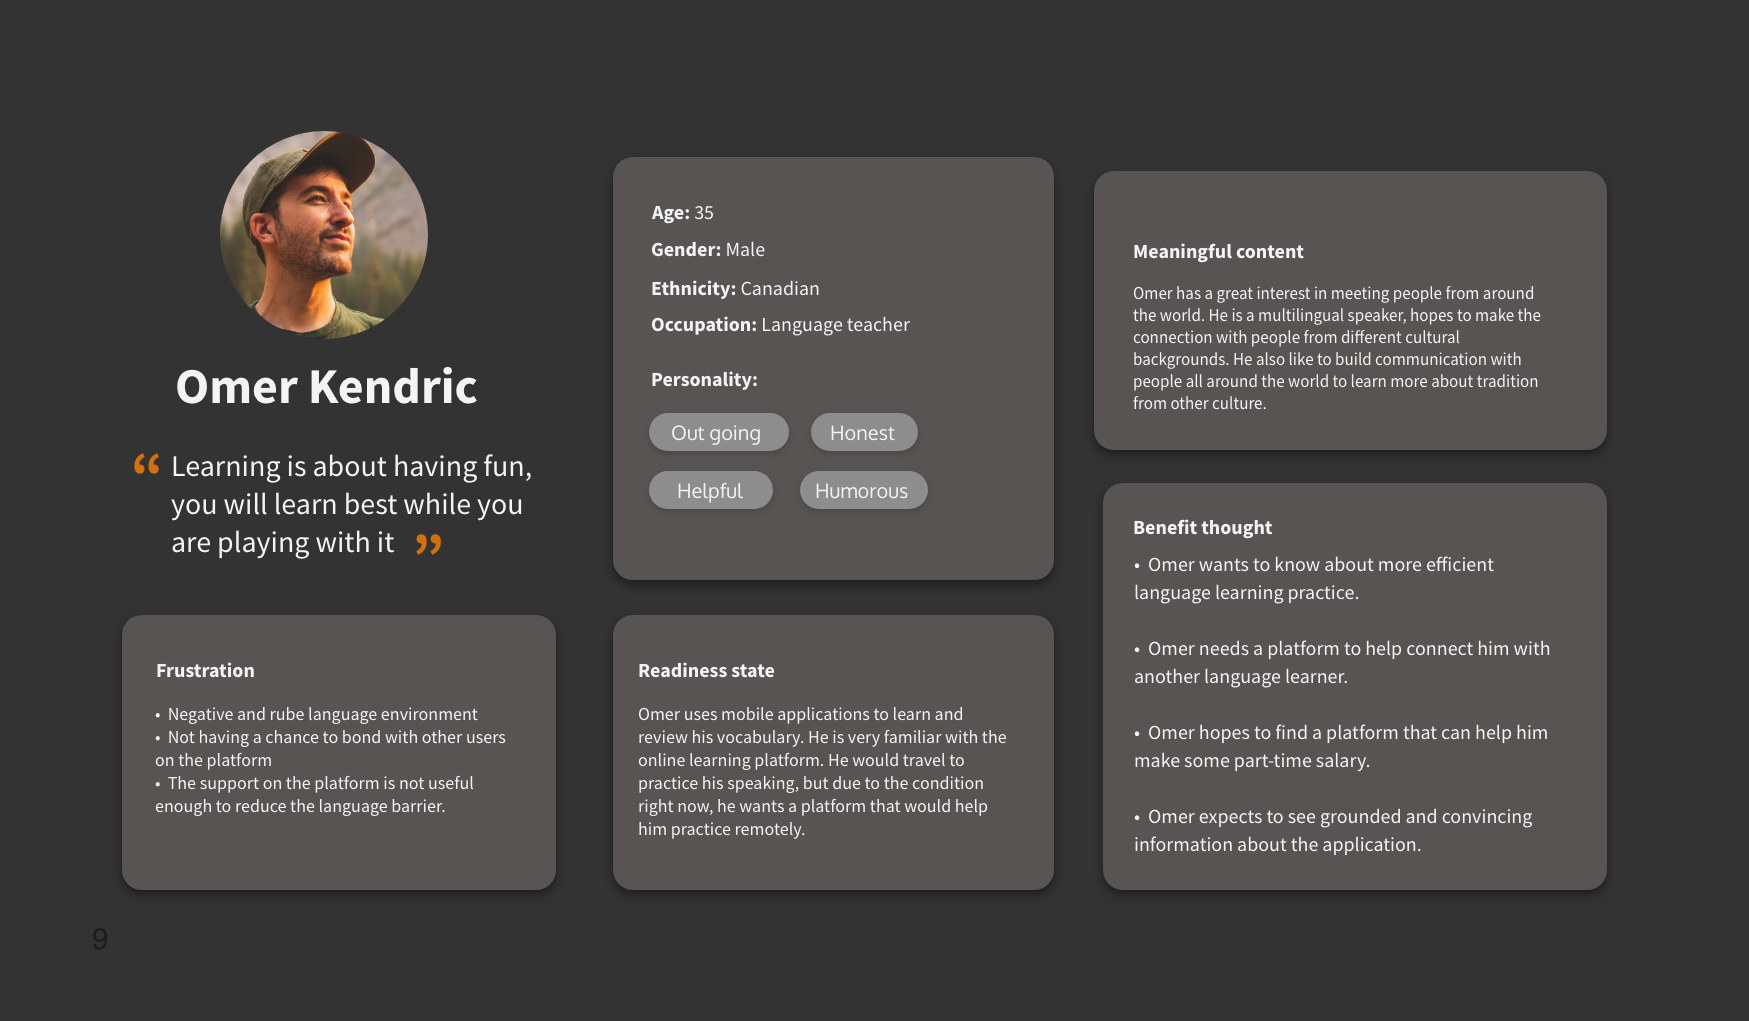 Omer Kendric
“ Learning is about having fun,
you will learn best while you
are playing with it ”
Age: 35
Gender: Male
Ethnicity: Canadian
Occupation: Language teacher
Personality:
Out going
Honest
Helpful
Humorous
Meaningful content
Omer has a great interest in meeting people from around
the world. He is a multilingual speaker, hopes to make the
connection with people from different cultural
backgrounds. He also like to build communication with
people all around the world to learn more about tradition
from other culture.
Frustration
• Negative and rube language environment
• Not having a chance to bond with other users
on the platform
• The support on the platform is not useful
enough to reduce the language barrier.
Readiness state
Omer uses mobile applications to learn and
review his vocabulary. He is very familiar with the
online learning platform. He would travel to
practice his speaking, but due to the condition
right now, he wants a platform that would help
him practice remotely.
Benefit thought
• Omer wants to know about more efficient
language learning practice.
• Omer needs a platform to help connect him with
another language learner.
• Omer hopes to find a platform that can help him
make some part-time salary.
• Omer expects to see grounded and convincing
information about the application.
9